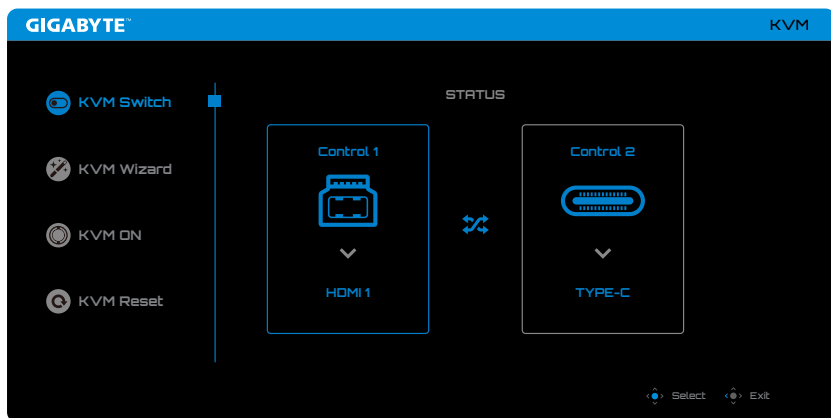 GIGABYTE™
KVM
KVM Switch
KVM Wizard
KVM ON
KVM Reset
STATUS
Control 1
HDMI 1
Control 2
TYPE-C
Select
Exit